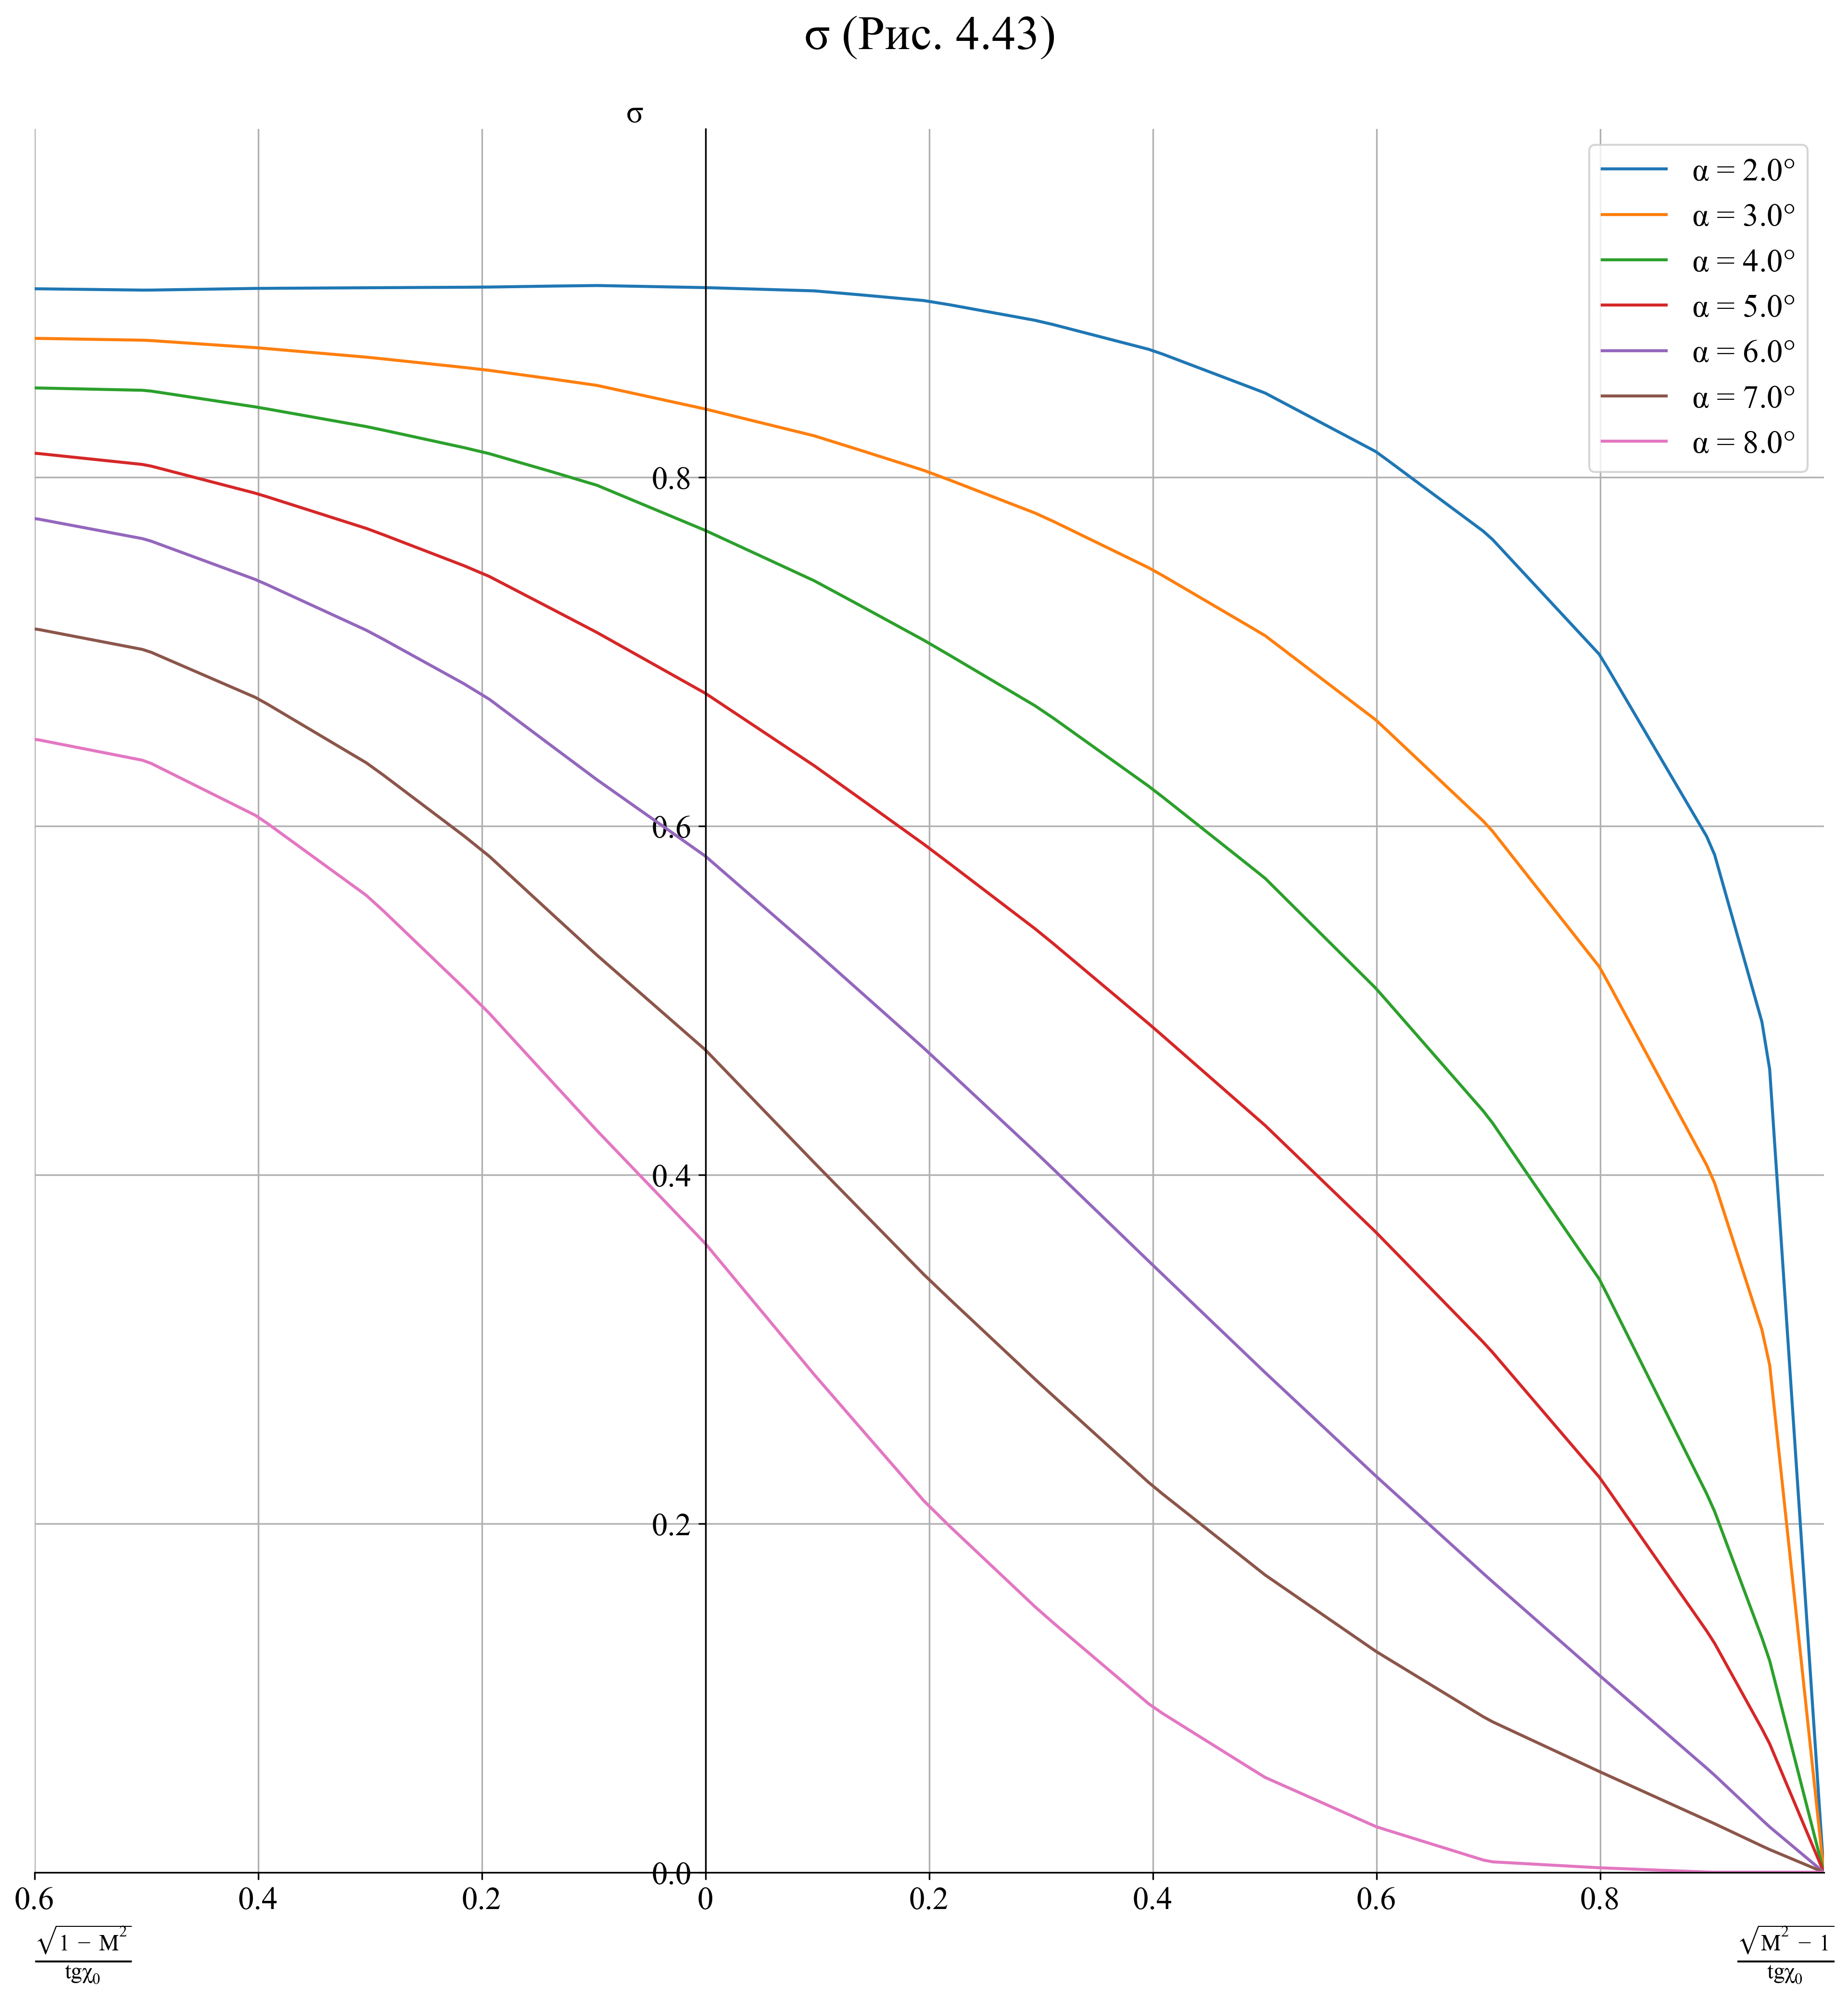 σ (Рис. 4.43)
σ
α = 2.0°
α = 3.0°
α = 4.0°
α = 5.0°
α = 6.0°
α = 7.0°
α = 8.0°
0.8
0.6
0.4
0.2
0.0
0.6 0.4 0.2 0 0.2 0.4 0.6 0.8
√1 − M² √M² − 1
tgχ₀ tgχ₀